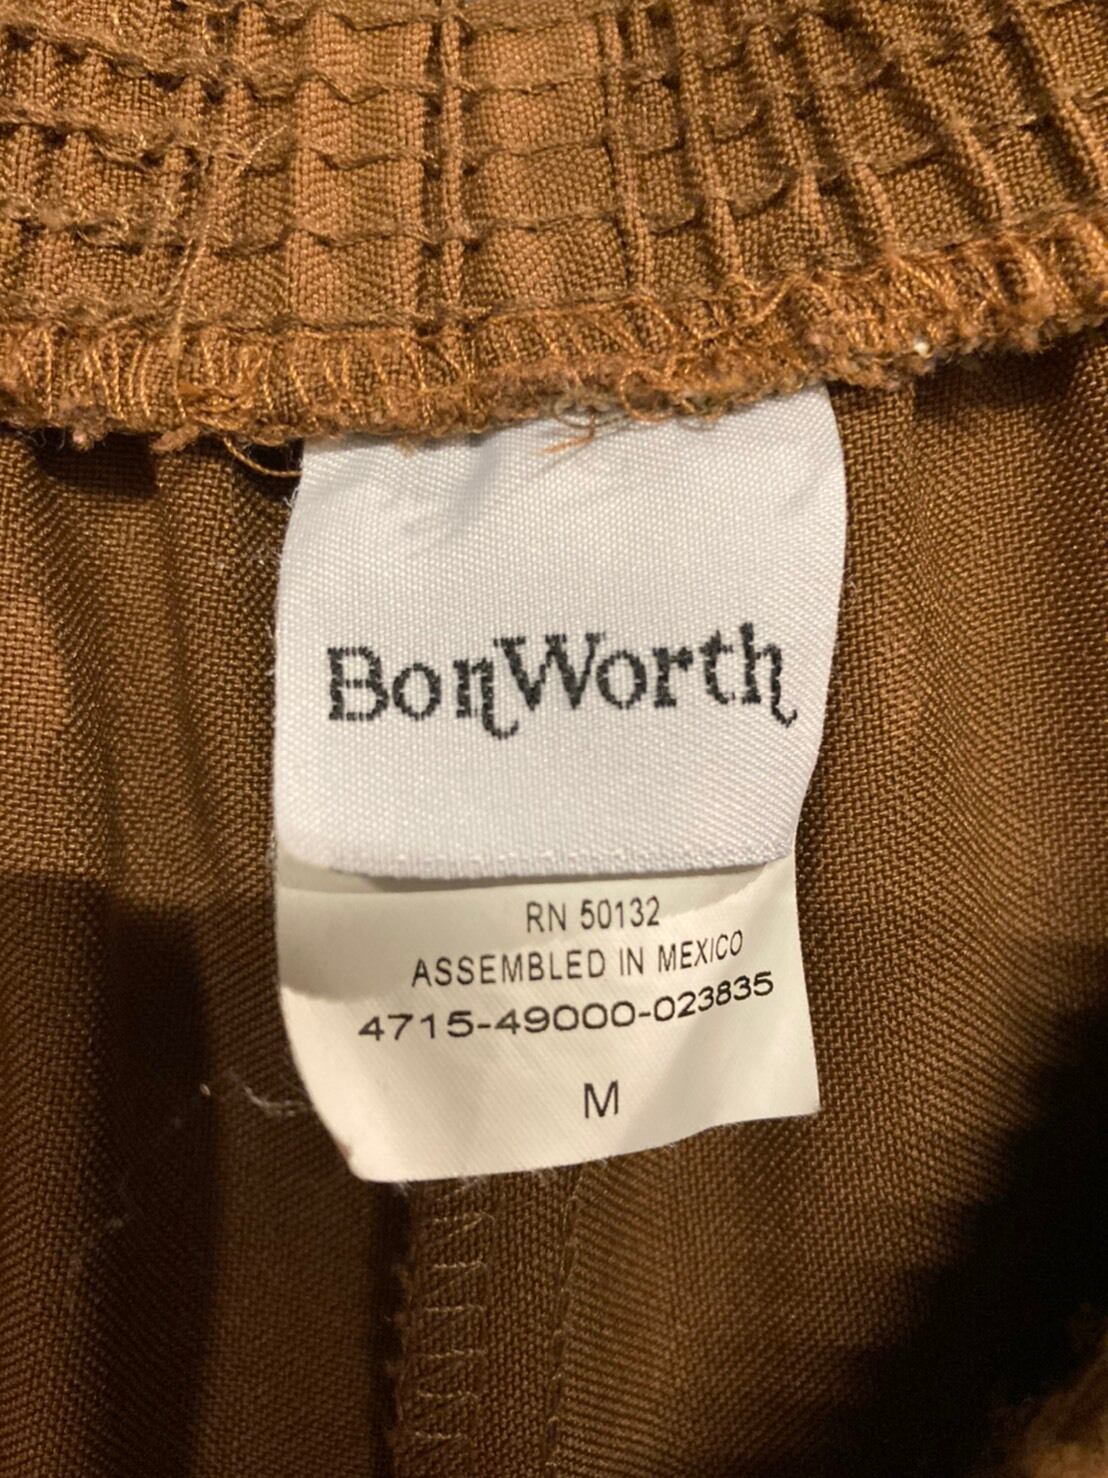 BonWorth
RN 50132
ASSEMBLED IN MEXICO
4715-49000-023835
M